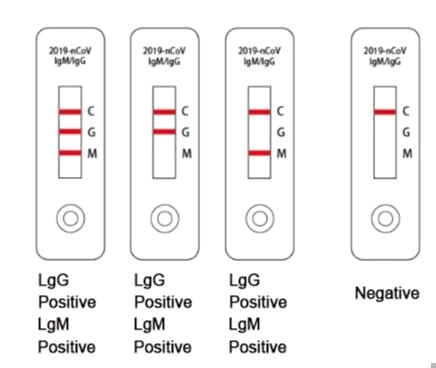 2019-nCoV
IgM/IgG
C
G
M
LgG
Positive
LgM
Positive
2019-nCoV
IgM/IgG
C
G
M
LgG
Positive
LgM
Positive
2019-nCoV
IgM/IgG
C
G
M
LgG
Positive
LgM
Positive
2019-nCoV
IgM/IgG
C
G
M
Negative